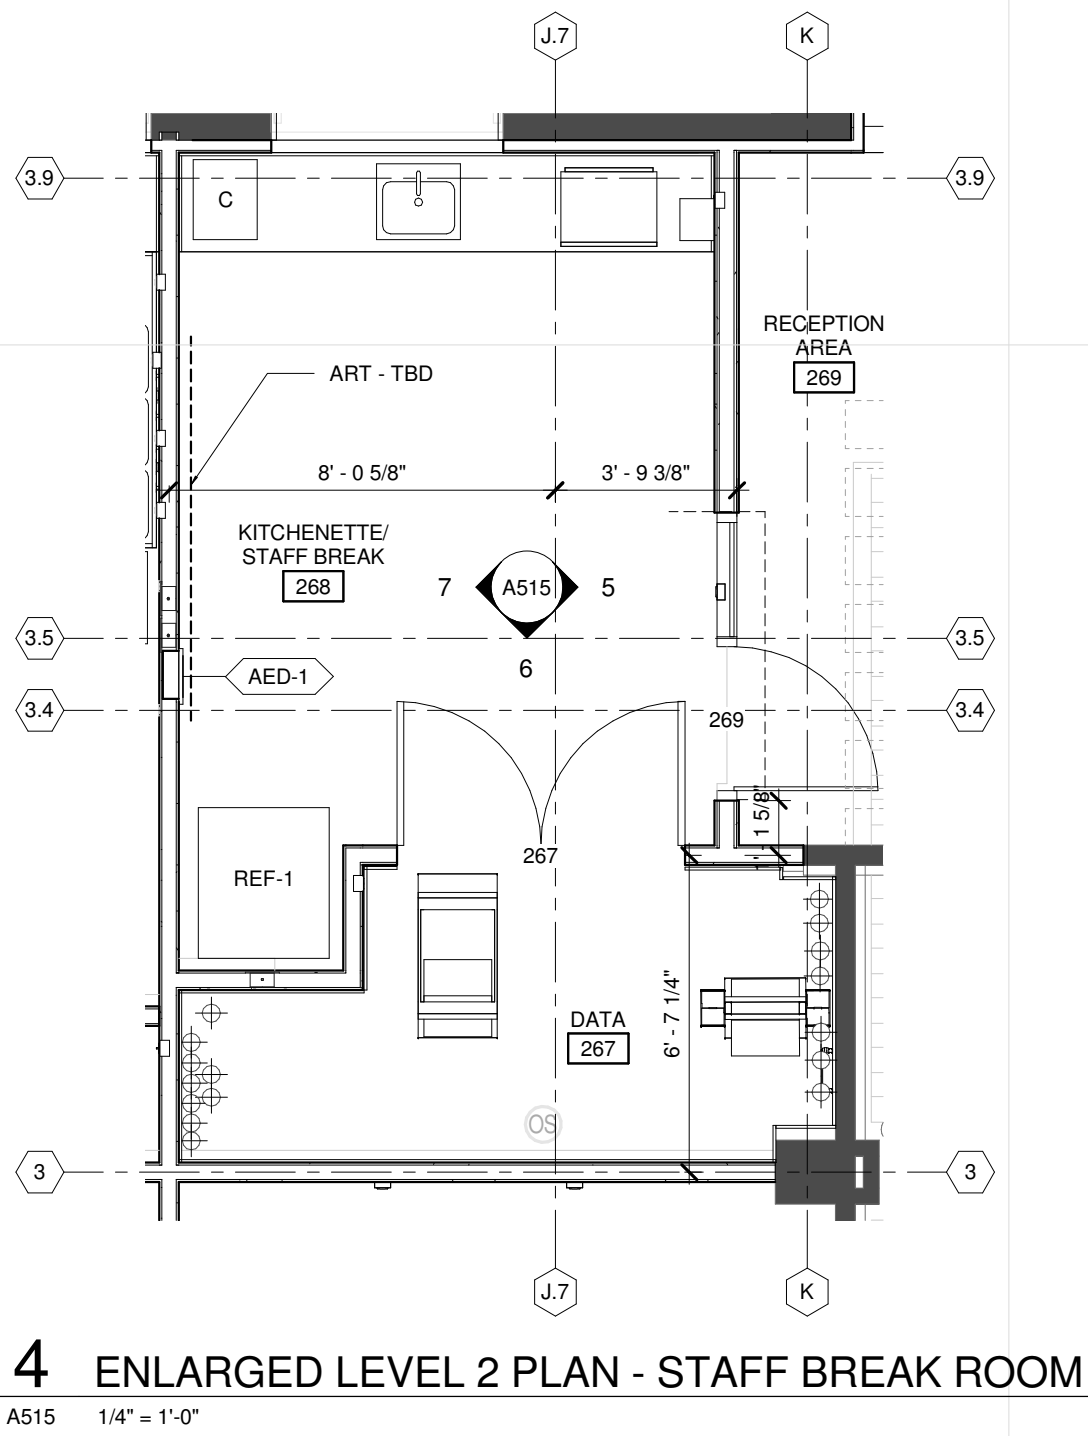 J.7
K
3.9
C
3.9
RECEPTION
AREA
269
ART - TBD
8' - 0 5/8"
3' - 9 3/8"
KITCHENETTE/
STAFF BREAK
268
7
A515
5
3.5
3.5
6
AED-1
3.4
269
3.4
1 5/8"
267
REF-1
6' - 7 1/4"
DATA
267
OS
3
3
J.7
K
4 ENLARGED LEVEL 2 PLAN - STAFF BREAK ROOM
A515 1/4" = 1'-0"